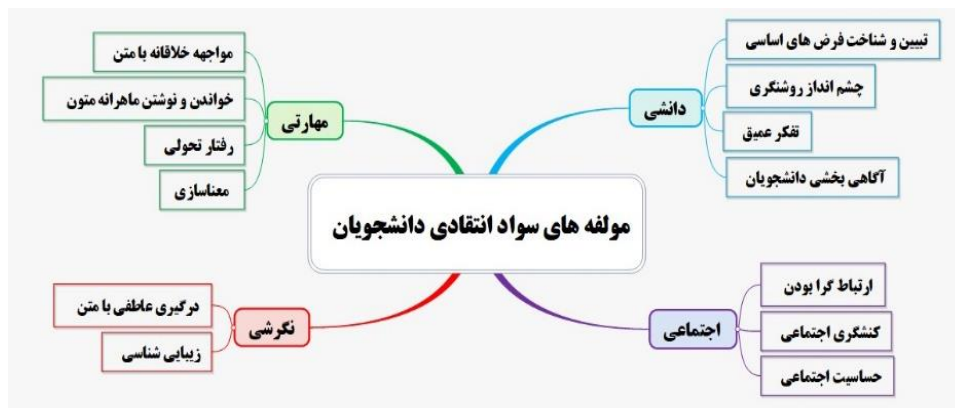 مولفه های سواد انتقادی دانشجویان
دانشی
تبیین و شناخت فرض های اساسی
چشم انداز روشنگری
تفکر عمیق
آگاهی بخشی دانشجویان
مهارتی
مواجهه خلاقانه با متن
خواندن و نوشتن ماهرانه متون
رفتار تحولی
معناسازی
اجتماعی
ارتباط گرا بودن
کنشگری اجتماعی
حساسیت اجتماعی
نگرشی
درگیری عاطفی با متن
زیبایی شناسی